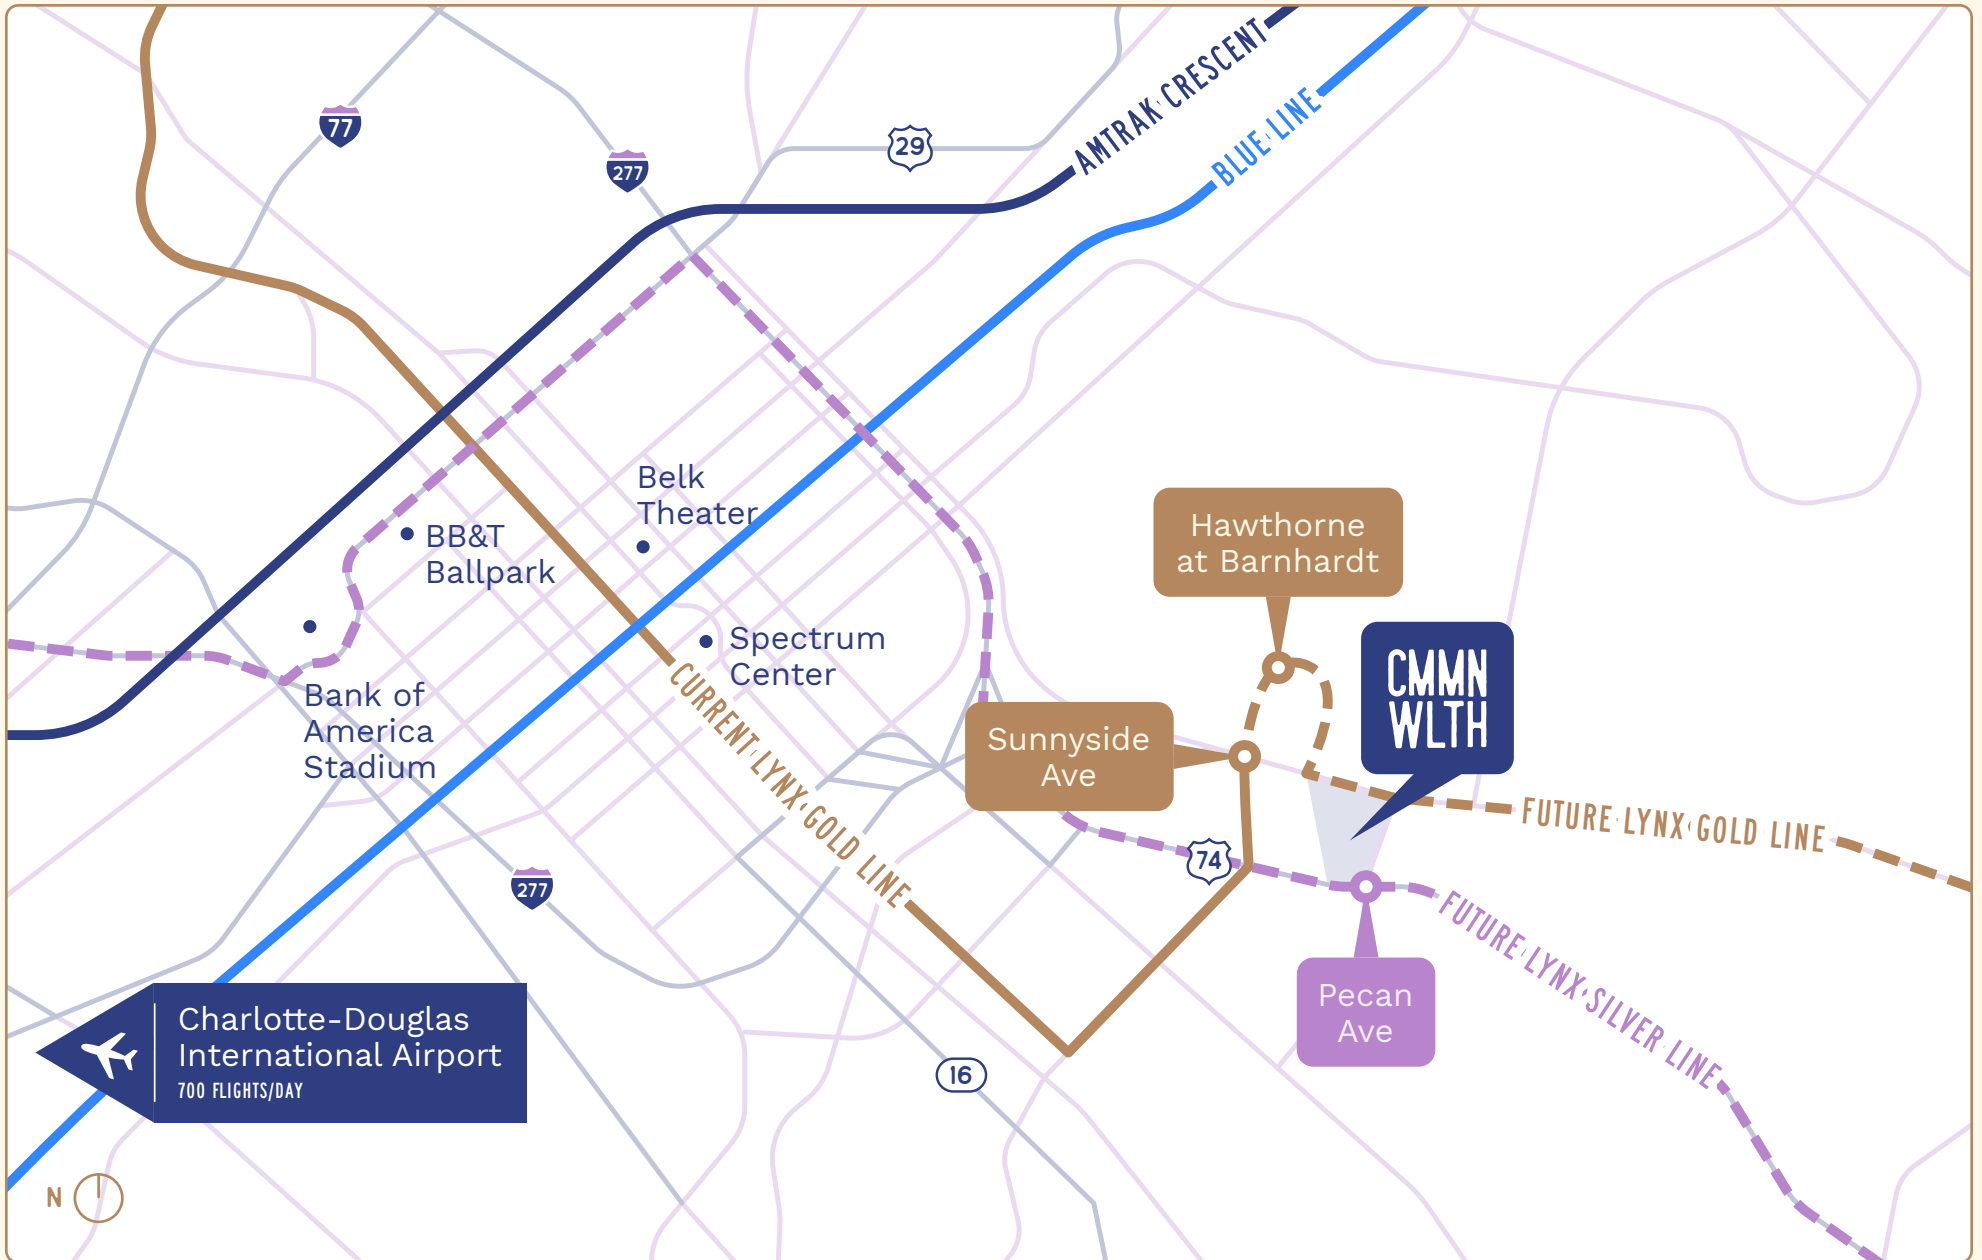 77
277
29
AMTRAK CRESCENT
BLUE LINE
Belk
Theater
BB&T
Ballpark
Hawthorne
at Barnhardt
Spectrum
Center
CMMN
WLTH
Bank of
America
Stadium
CURRENT LYNX GOLD LINE
Sunnyside
Ave
FUTURE LYNX GOLD LINE
74
277
FUTURE LYNX SILVER LINE
Pecan
Ave
Charlotte-Douglas
International Airport
700 FLIGHTS/DAY
16
N